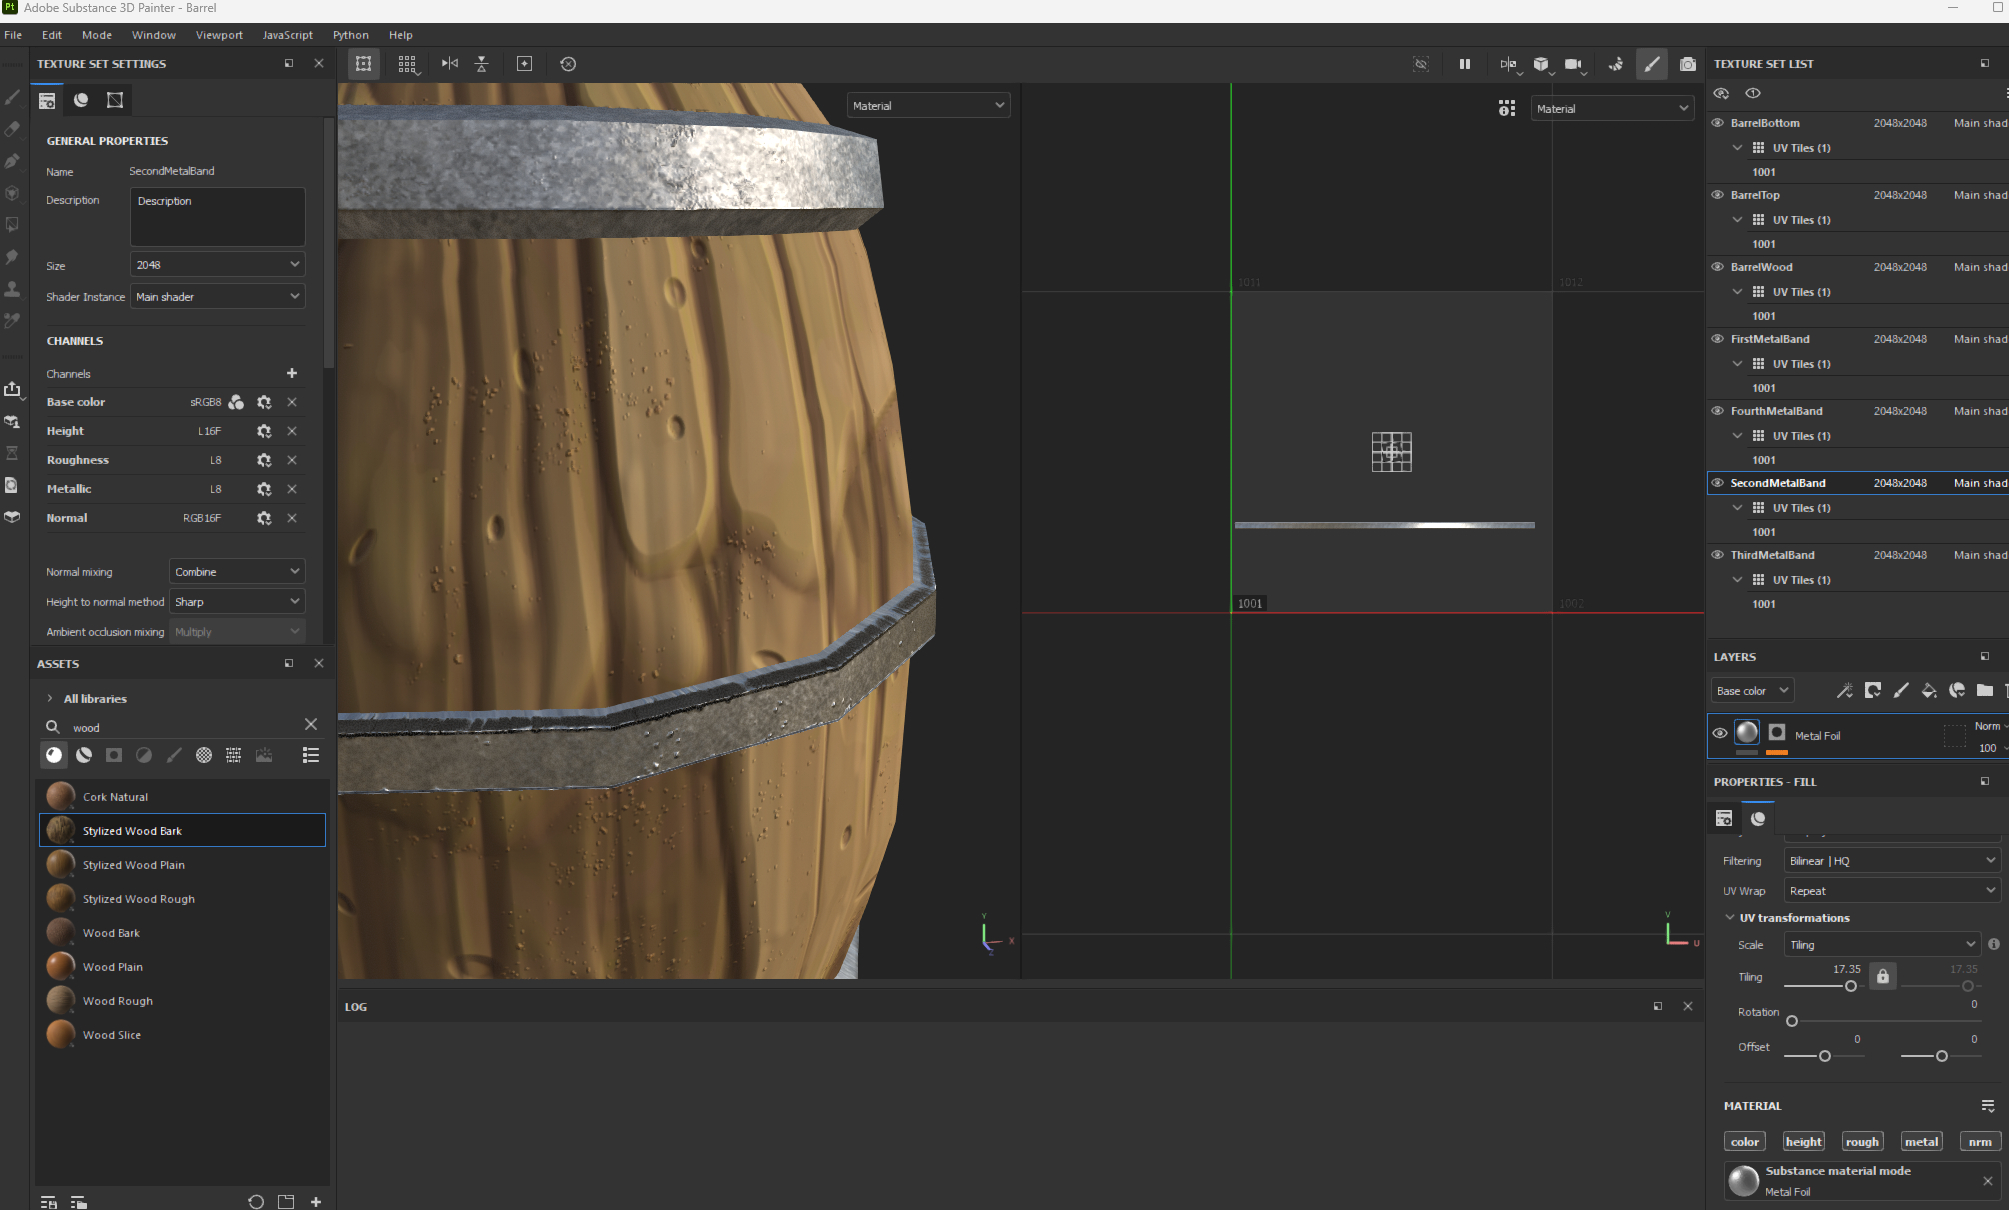 Pt Adobe Substance 3D Painter - Barrel
File Edit Mode Window Viewport JavaScript Python Help
TEXTURE SET SETTINGS
GENERAL PROPERTIES
Name SecondMetalBand
Description Description
Size 2048
Shader Instance Main shader
CHANNELS
Channels
Base color sRGB8
Height L16F
Roughness L8
Metallic L8
Normal RGB16F
Normal mixing Combine
Height to normal method Sharp
Ambient occlusion mixing Multiply
ASSETS
All libraries
wood
Cork Natural
Stylized Wood Bark
Stylized Wood Plain
Stylized Wood Rough
Wood Bark
Wood Plain
Wood Rough
Wood Slice
Material
Y
X
Z
Material
1011
1012
1001
1002
V
U
LOG
TEXTURE SET LIST
BarrelBottom 2048x2048 Main shad
UV Tiles (1)
1001
BarrelTop 2048x2048 Main shad
UV Tiles (1)
1001
BarrelWood 2048x2048 Main shad
UV Tiles (1)
1001
FirstMetalBand 2048x2048 Main shad
UV Tiles (1)
1001
FourthMetalBand 2048x2048 Main shad
UV Tiles (1)
1001
SecondMetalBand 2048x2048 Main shad
UV Tiles (1)
1001
ThirdMetalBand 2048x2048 Main shad
UV Tiles (1)
1001
LAYERS
Base color
Metal Foil Norm
100
PROPERTIES - FILL
Filtering Bilinear | HQ
UV Wrap Repeat
UV transformations
Scale Tiling
Tiling 17.35 17.35
Rotation 0
Offset 0 0
MATERIAL
color height rough metal nrm
Substance material mode
Metal Foil